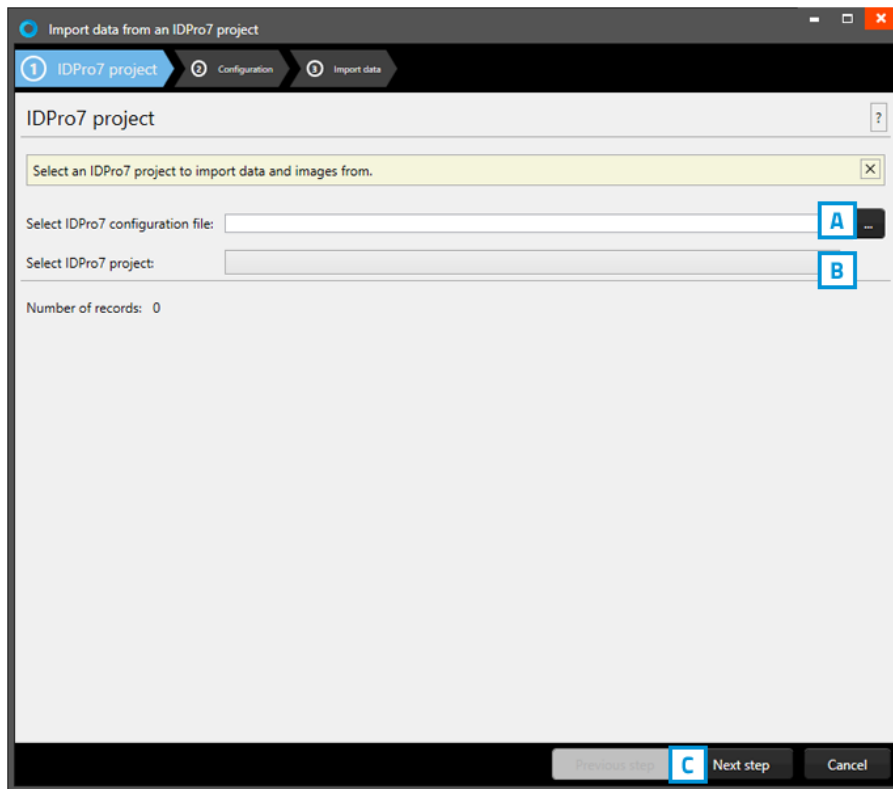 Import data from an IDPro7 project
1 IDPro7 project 2 Configuration 3 Import data
IDPro7 project ?
Select an IDPro7 project to import data and images from.
Select IDPro7 configuration file: A ...
Select IDPro7 project: B
Number of records: 0
Previous step C Next step Cancel